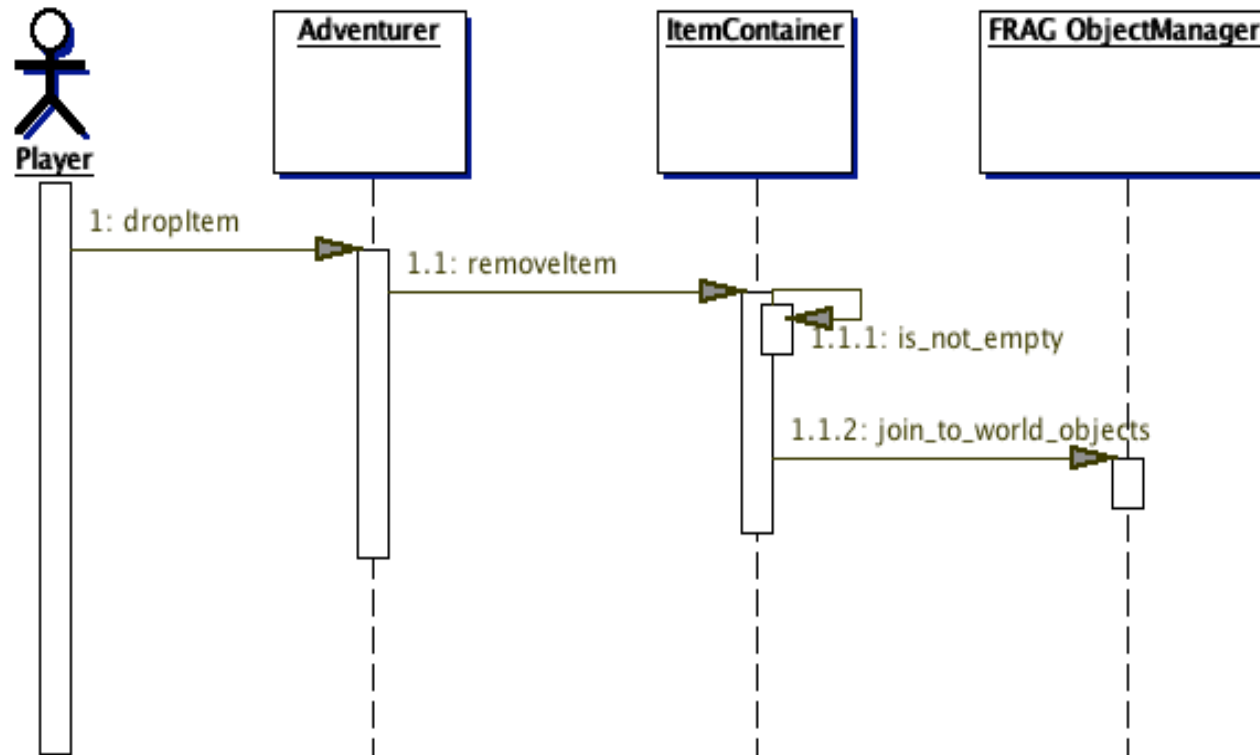 Adventurer
ItemContainer
FRAG ObjectManager
Player
1: dropItem
1.1: removeItem
1.1.1: is_not_empty
1.1.2: join_to_world_objects